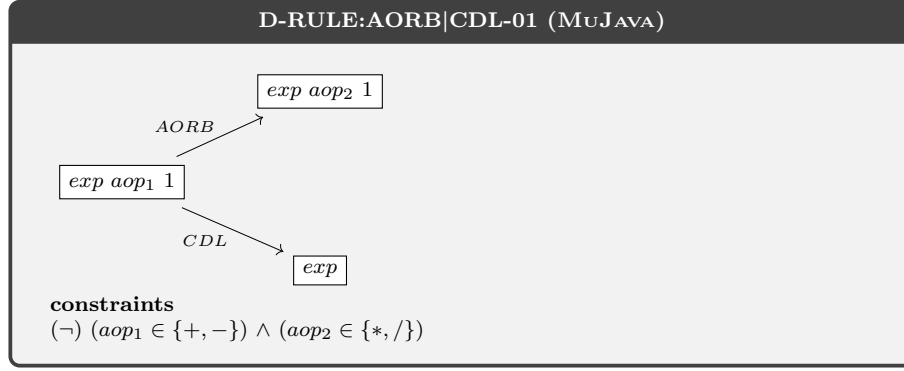 D-RULE:AORB|CDL-01 (MUJAVA)
exp aop₂ 1
AORB
exp aop₁ 1
CDL
exp
constraints
(¬) (aop₁ ∈ {+, −}) ∧ (aop₂ ∈ {*, /})